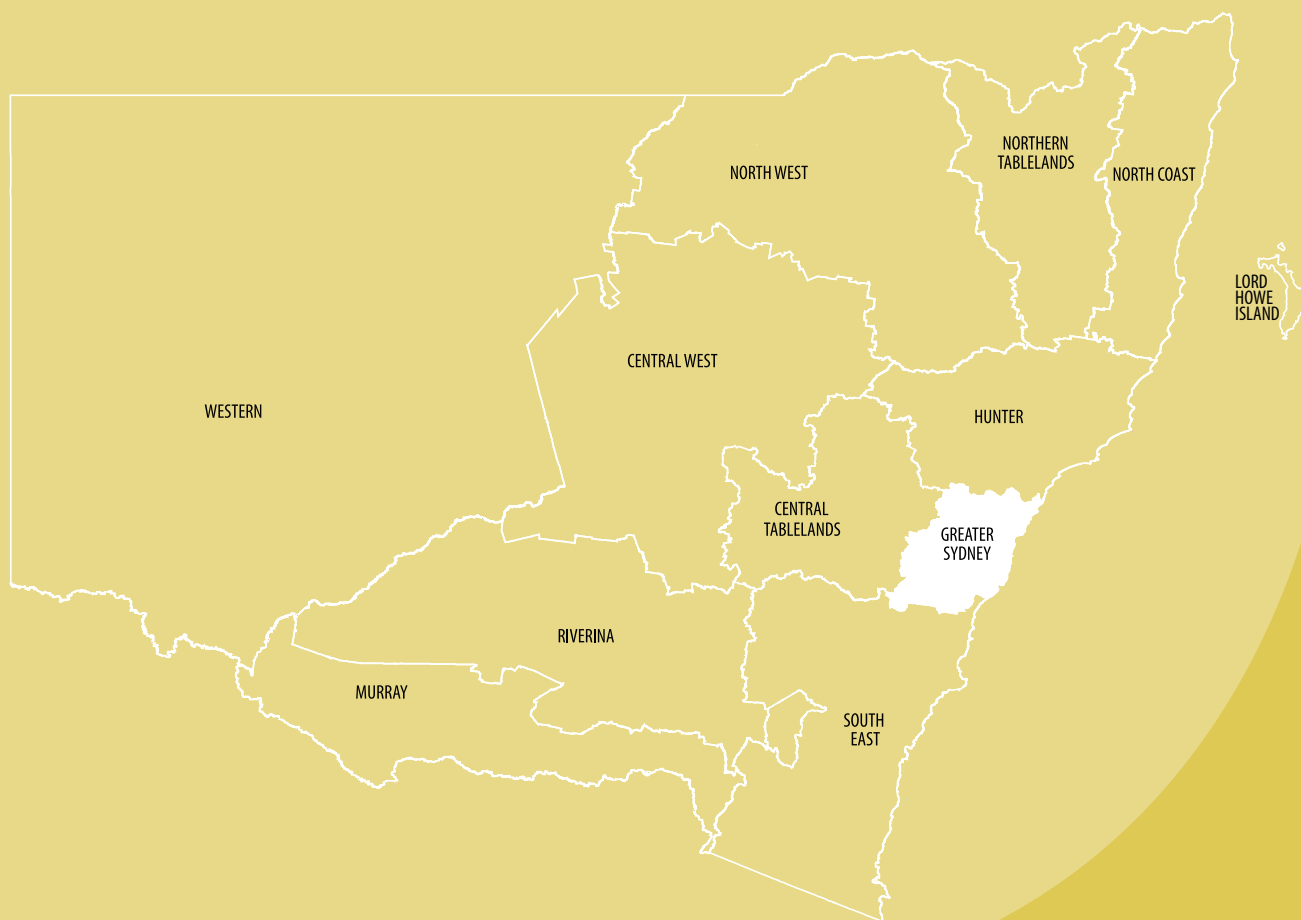 NORTHERN
TABLELANDS
NORTH WEST
NORTH COAST
LORD
HOWE
ISLAND
CENTRAL WEST
WESTERN
HUNTER
CENTRAL
TABLELANDS
GREATER
SYDNEY
RIVERINA
MURRAY
SOUTH
EAST